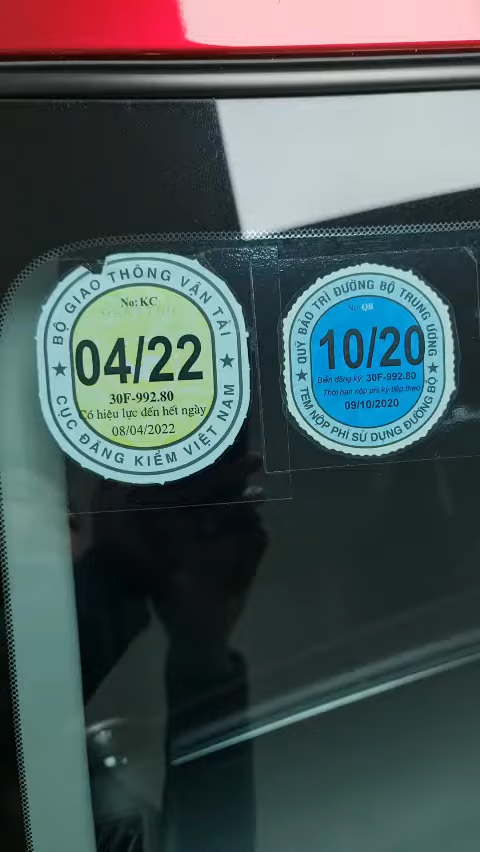 BỘ GIAO THÔNG VẬN TẢI
No: KC
04/22
30F-992.80
Có hiệu lực đến hết ngày
08/04/2022
CỤC ĐĂNG KIỂM VIỆT NAM
QUỸ BẢO TRÌ ĐƯỜNG BỘ TRUNG ƯƠNG
No: QB
10/20
Biển đăng ký: 30F-992.80
Thời hạn nộp phí kỳ tiếp theo
09/10/2020
TEM NỘP PHÍ SỬ DỤNG ĐƯỜNG BỘ